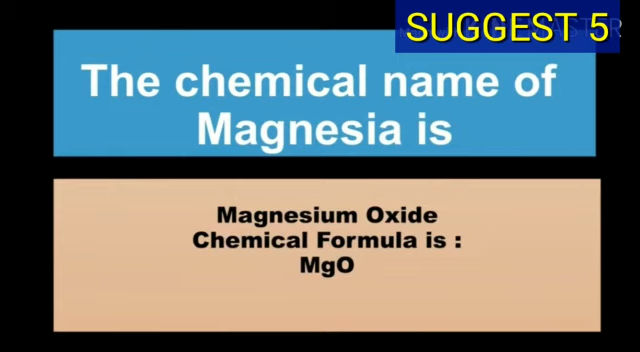 SUGGEST 5
The chemical name of
Magnesia is
Magnesium Oxide
Chemical Formula is :
MgO